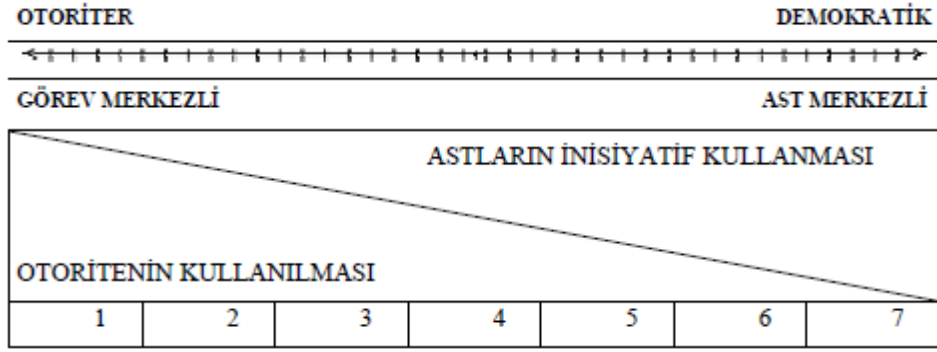 OTORİTER DEMOKRATİK
GÖREV MERKEZLİ AST MERKEZLİ
ASTLARIN İNİSİYATİF KULLANMASI
OTORİTENİN KULLANILMASI
1 2 3 4 5 6 7